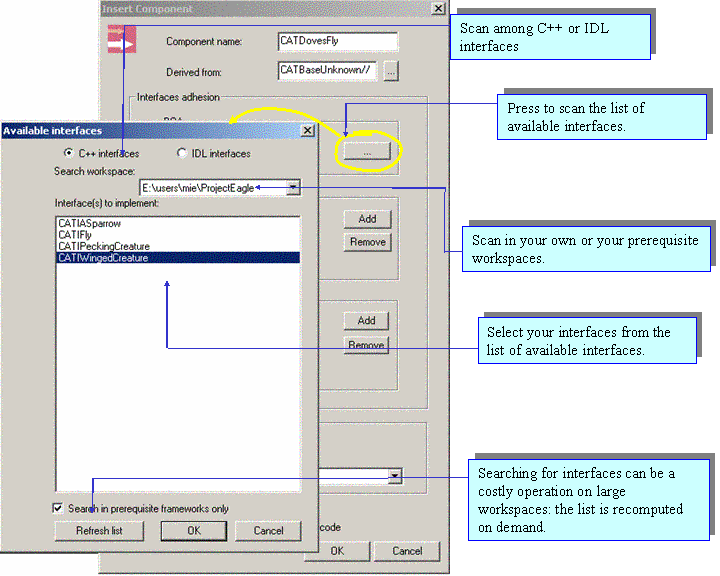 Insert Component
Component name:
CATDovesFly
Derived from:
CATBaseUnknown//
...
Interfaces adhesion
...
Add
Remove
Add
Remove
code
OK
Cancel
Available interfaces
C++ interfaces
IDL interfaces
Search workspace:
E:\users\mie\ProjectEagle
Interface(s) to implement:
CATIASparrow
CATIFly
CATIPeckingCreature
CATIWingedCreature
Search in prerequisite frameworks only
Refresh list
OK
Cancel
Scan among C++ or IDL
interfaces
Press to scan the list of
available interfaces.
Scan in your own or your prerequisite
workspaces.
Select your interfaces from the
list of available interfaces.
Searching for interfaces can be a
costly operation on large
workspaces: the list is recomputed
on demand.